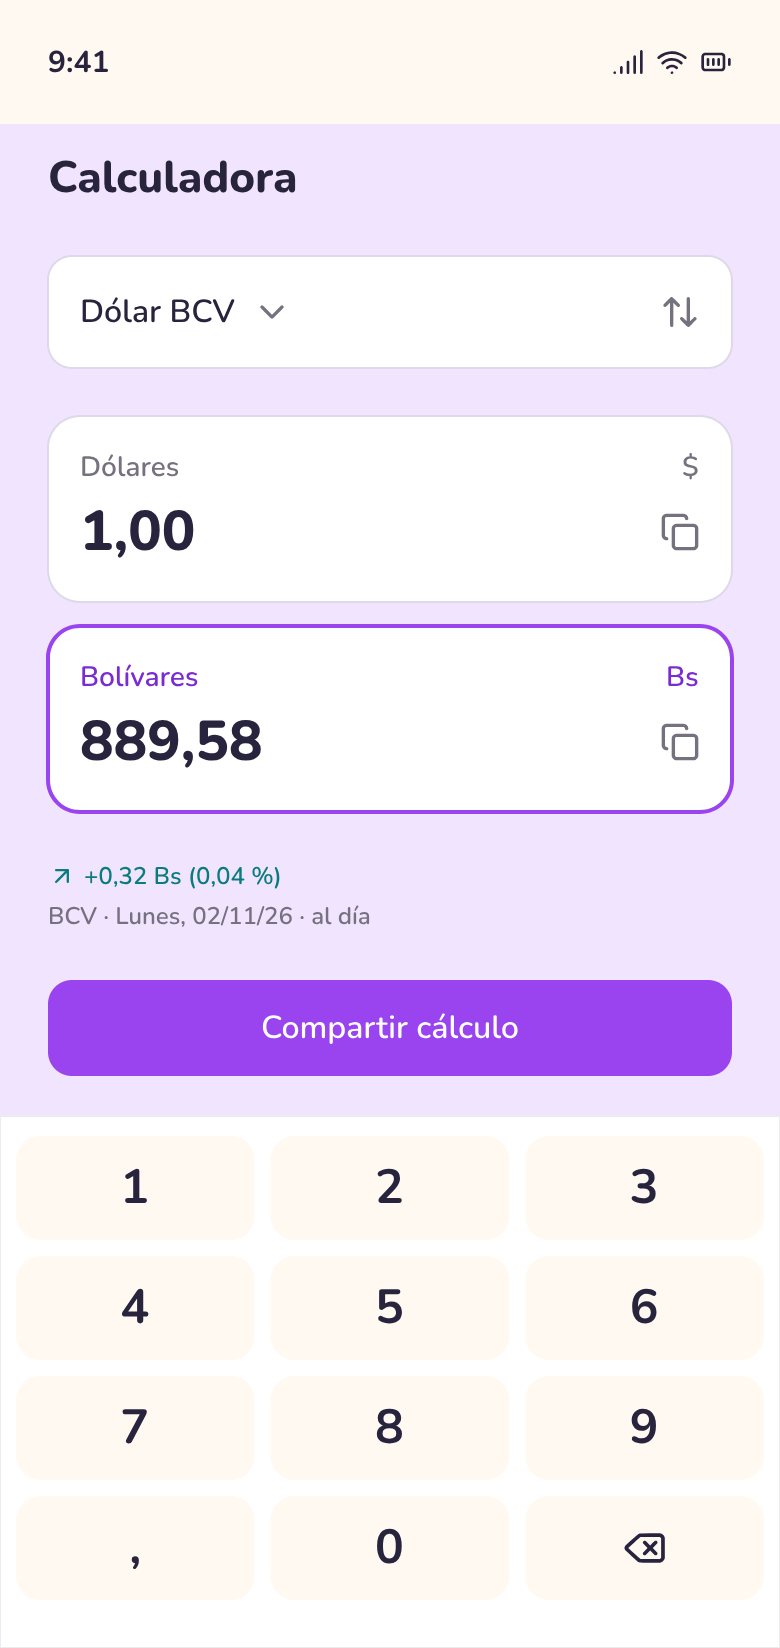 9:41
Calculadora
Dólar BCV
Dólares $
1,00
Bolívares Bs
889,58
+0,32 Bs (0,04 %)
BCV · Lunes, 02/11/26 · al día
Compartir cálculo
1 2 3
4 5 6
7 8 9
, 0